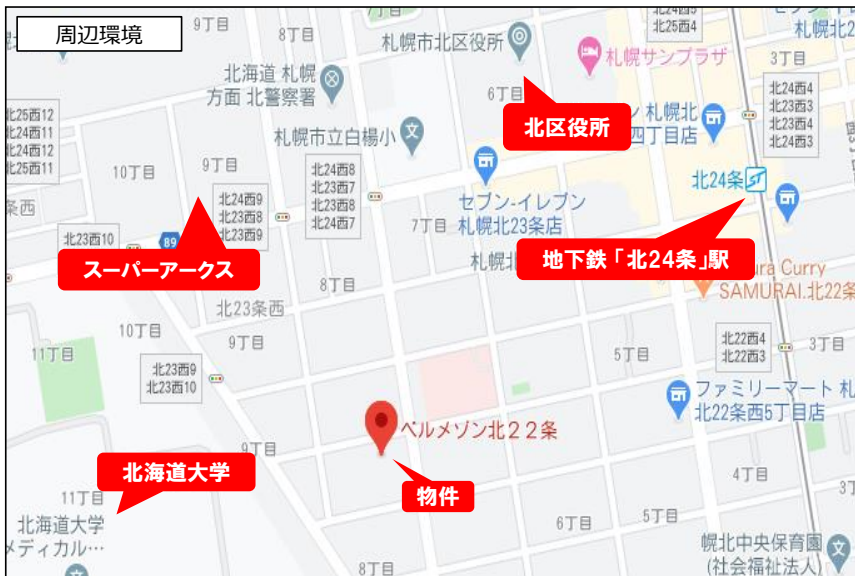 周辺環境
9丁目
8丁目
7丁目
札幌市北区役所
北24西5
北25西4
札幌北2
3丁目
北海道 札幌
方面 北警察署
札幌サンプラザ
6丁目
北区役所
北24西4
北23西3
北23西4
北24西3
札幌北
四丁目店
北25西12
北24西11
北24西12
北25西11
札幌市立白楊小
10丁目
9丁目
北24西8
北23西7
北23西8
北24西7
北24西9
北23西8
北23西9
セブン-イレブン
札幌北23条店
北24条
条西
北23西10
89
7丁目
スーパーアークス
地下鉄「北24条」駅
ura Curry
SAMURAI.北22条
8丁目
北23条西
10丁目
9丁目
11丁目
北23西9
北23西10
5丁目
北22西4
北22西3
3丁目
ファミリーマート 札
北22条西5丁目店
ベルメゾン北２２条
9丁目
北海道大学
物件
4丁目
11丁目
北海道大学
メディカル…
6丁目
5丁目
8丁目
幌北中央保育園
(社会福祉法人)